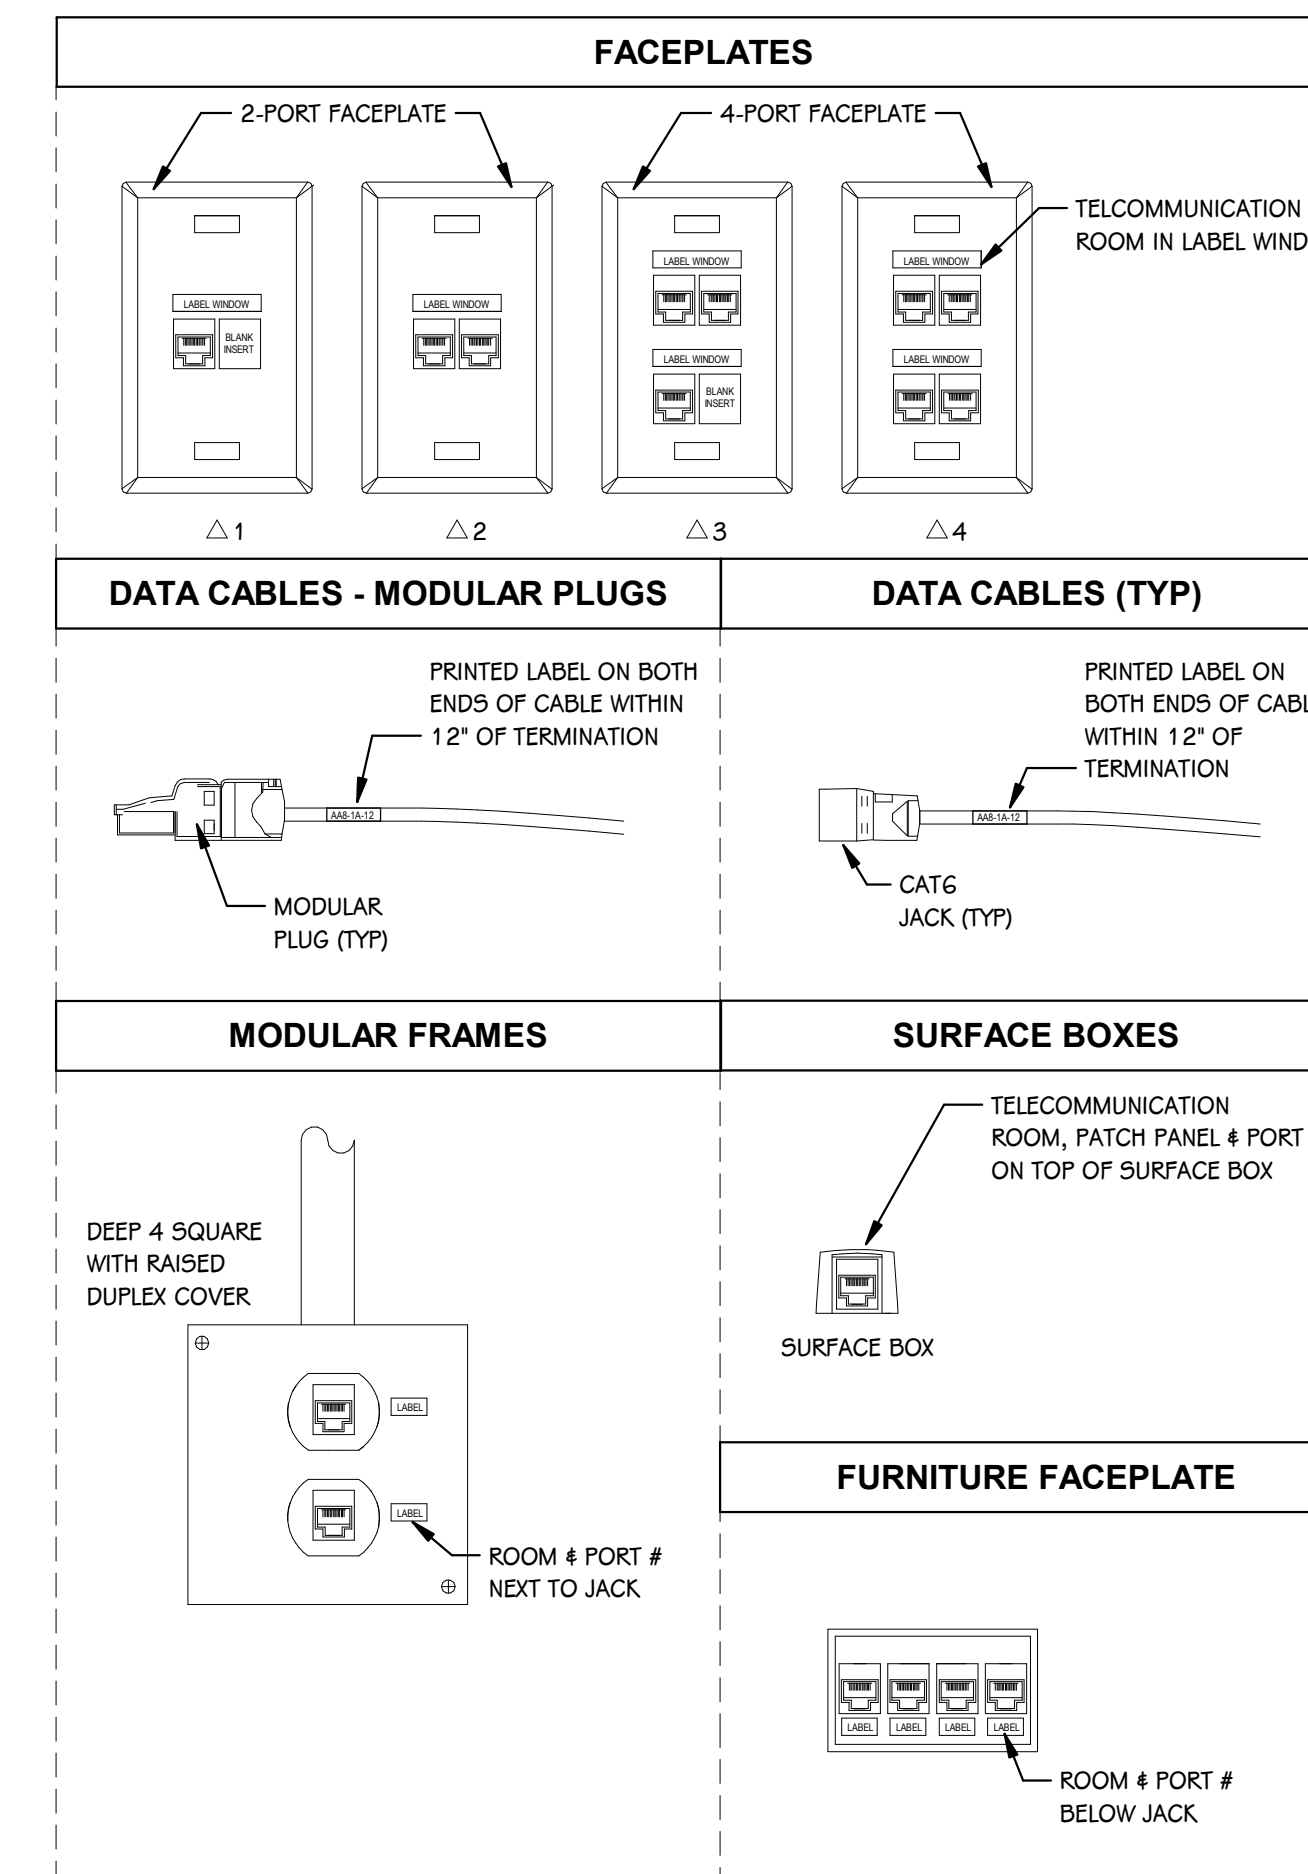 FACEPLATES
2-PORT FACEPLATE
4-PORT FACEPLATE
TELCOMMUNICATION
ROOM IN LABEL WIND
LABEL WINDOW
BLANK
INSERT
LABEL WINDOW
LABEL WINDOW
LABEL WINDOW
BLANK
INSERT
LABEL WINDOW
LABEL WINDOW
△1
△2
△3
△4
DATA CABLES - MODULAR PLUGS
PRINTED LABEL ON BOTH
ENDS OF CABLE WITHIN
12" OF TERMINATION
AA8-1A-12
MODULAR
PLUG (TYP)
DATA CABLES (TYP)
PRINTED LABEL ON
BOTH ENDS OF CABL
WITHIN 12" OF
TERMINATION
AA8-1A-12
CAT6
JACK (TYP)
MODULAR FRAMES
DEEP 4 SQUARE
WITH RAISED
DUPLEX COVER
LABEL
LABEL
ROOM & PORT #
NEXT TO JACK
SURFACE BOXES
TELECOMMUNICATION
ROOM, PATCH PANEL & PORT
ON TOP OF SURFACE BOX
SURFACE BOX
FURNITURE FACEPLATE
LABEL LABEL LABEL LABEL
ROOM & PORT #
BELOW JACK